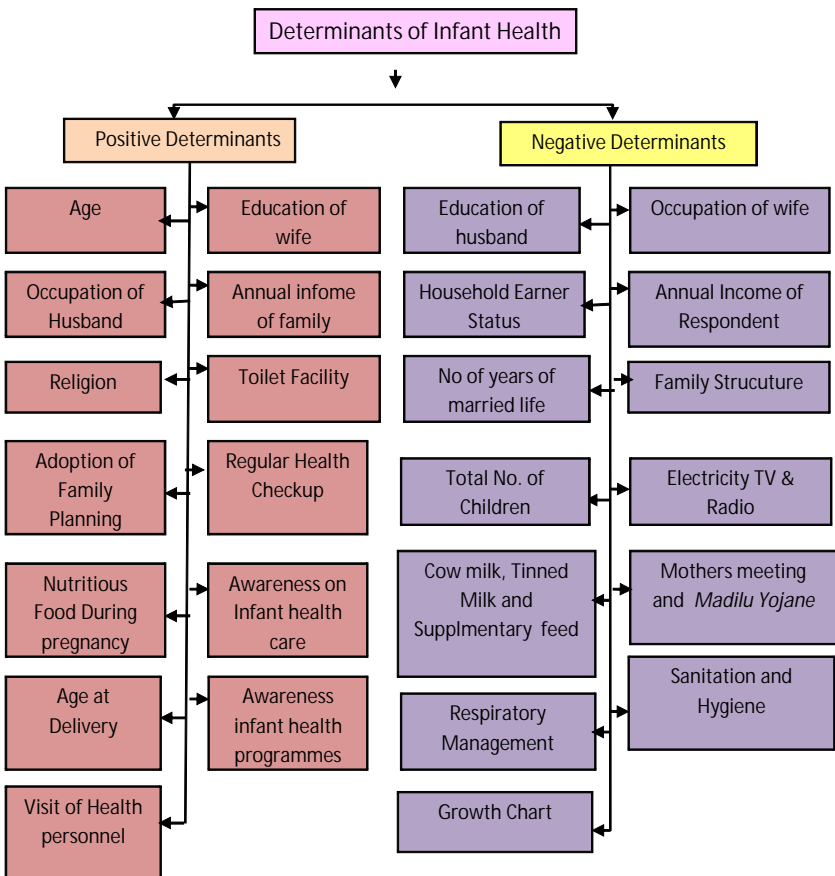 Determinants of Infant Health
Positive Determinants
Negative Determinants
Age
Education of
wife
Education of
husband
Occupation of wife
Occupation of
Husband
Annual infome
of family
Household Earner
Status
Annual Income of
Respondent
Religion
Toilet Facility
No of years of
married life
Family Strucuture
Adoption of
Family
Planning
Regular Health
Checkup
Total No. of
Children
Electricity TV &
Radio
Nutritious
Food During
pregnancy
Awareness on
Infant health
care
Cow milk, Tinned
Milk and
Supplmentary feed
Mothers meeting
and Madilu Yojane
Age at
Delivery
Awareness
infant health
programmes
Respiratory
Management
Sanitation and
Hygiene
Visit of Health
personnel
Growth Chart